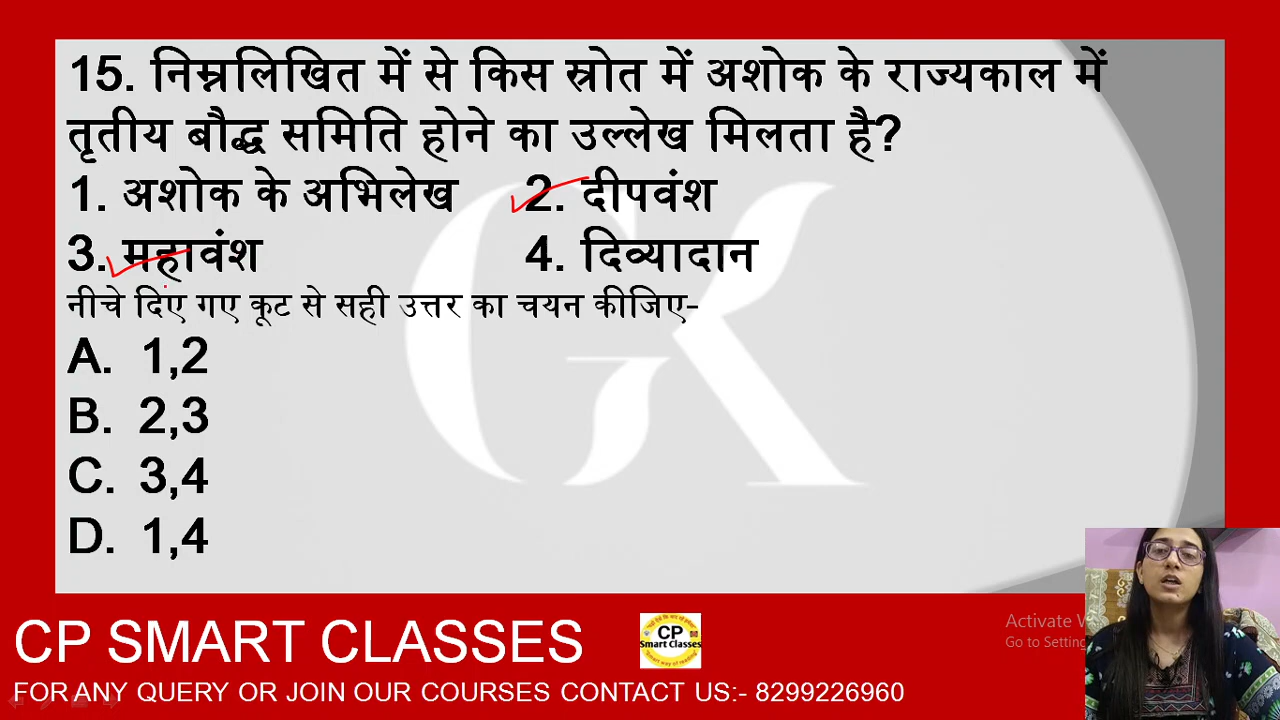 15. निम्नलिखित में से किस स्रोत में अशोक के राज्यकाल में
तृतीय बौद्ध समिति होने का उल्लेख मिलता है?
1. अशोक के अभिलेख 2. दीपवंश
3. महावंश 4. दिव्यादान
नीचे दिए गए कूट से सही उत्तर का चयन कीजिए-
A. 1,2
B. 2,3
C. 3,4
D. 1,4
GK
CP SMART CLASSES
CP
Smart Classes
Activate
Go to Setting
FOR ANY QUERY OR JOIN OUR COURSES CONTACT US:- 8299226960